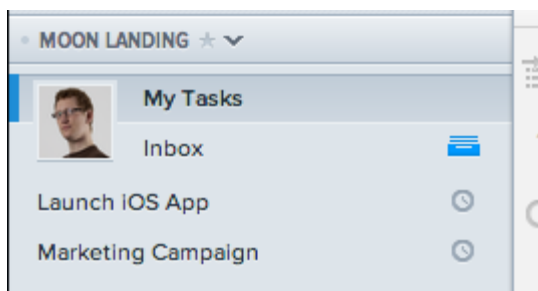 MOON LANDING
My Tasks
Inbox
Launch iOS App
Marketing Campaign